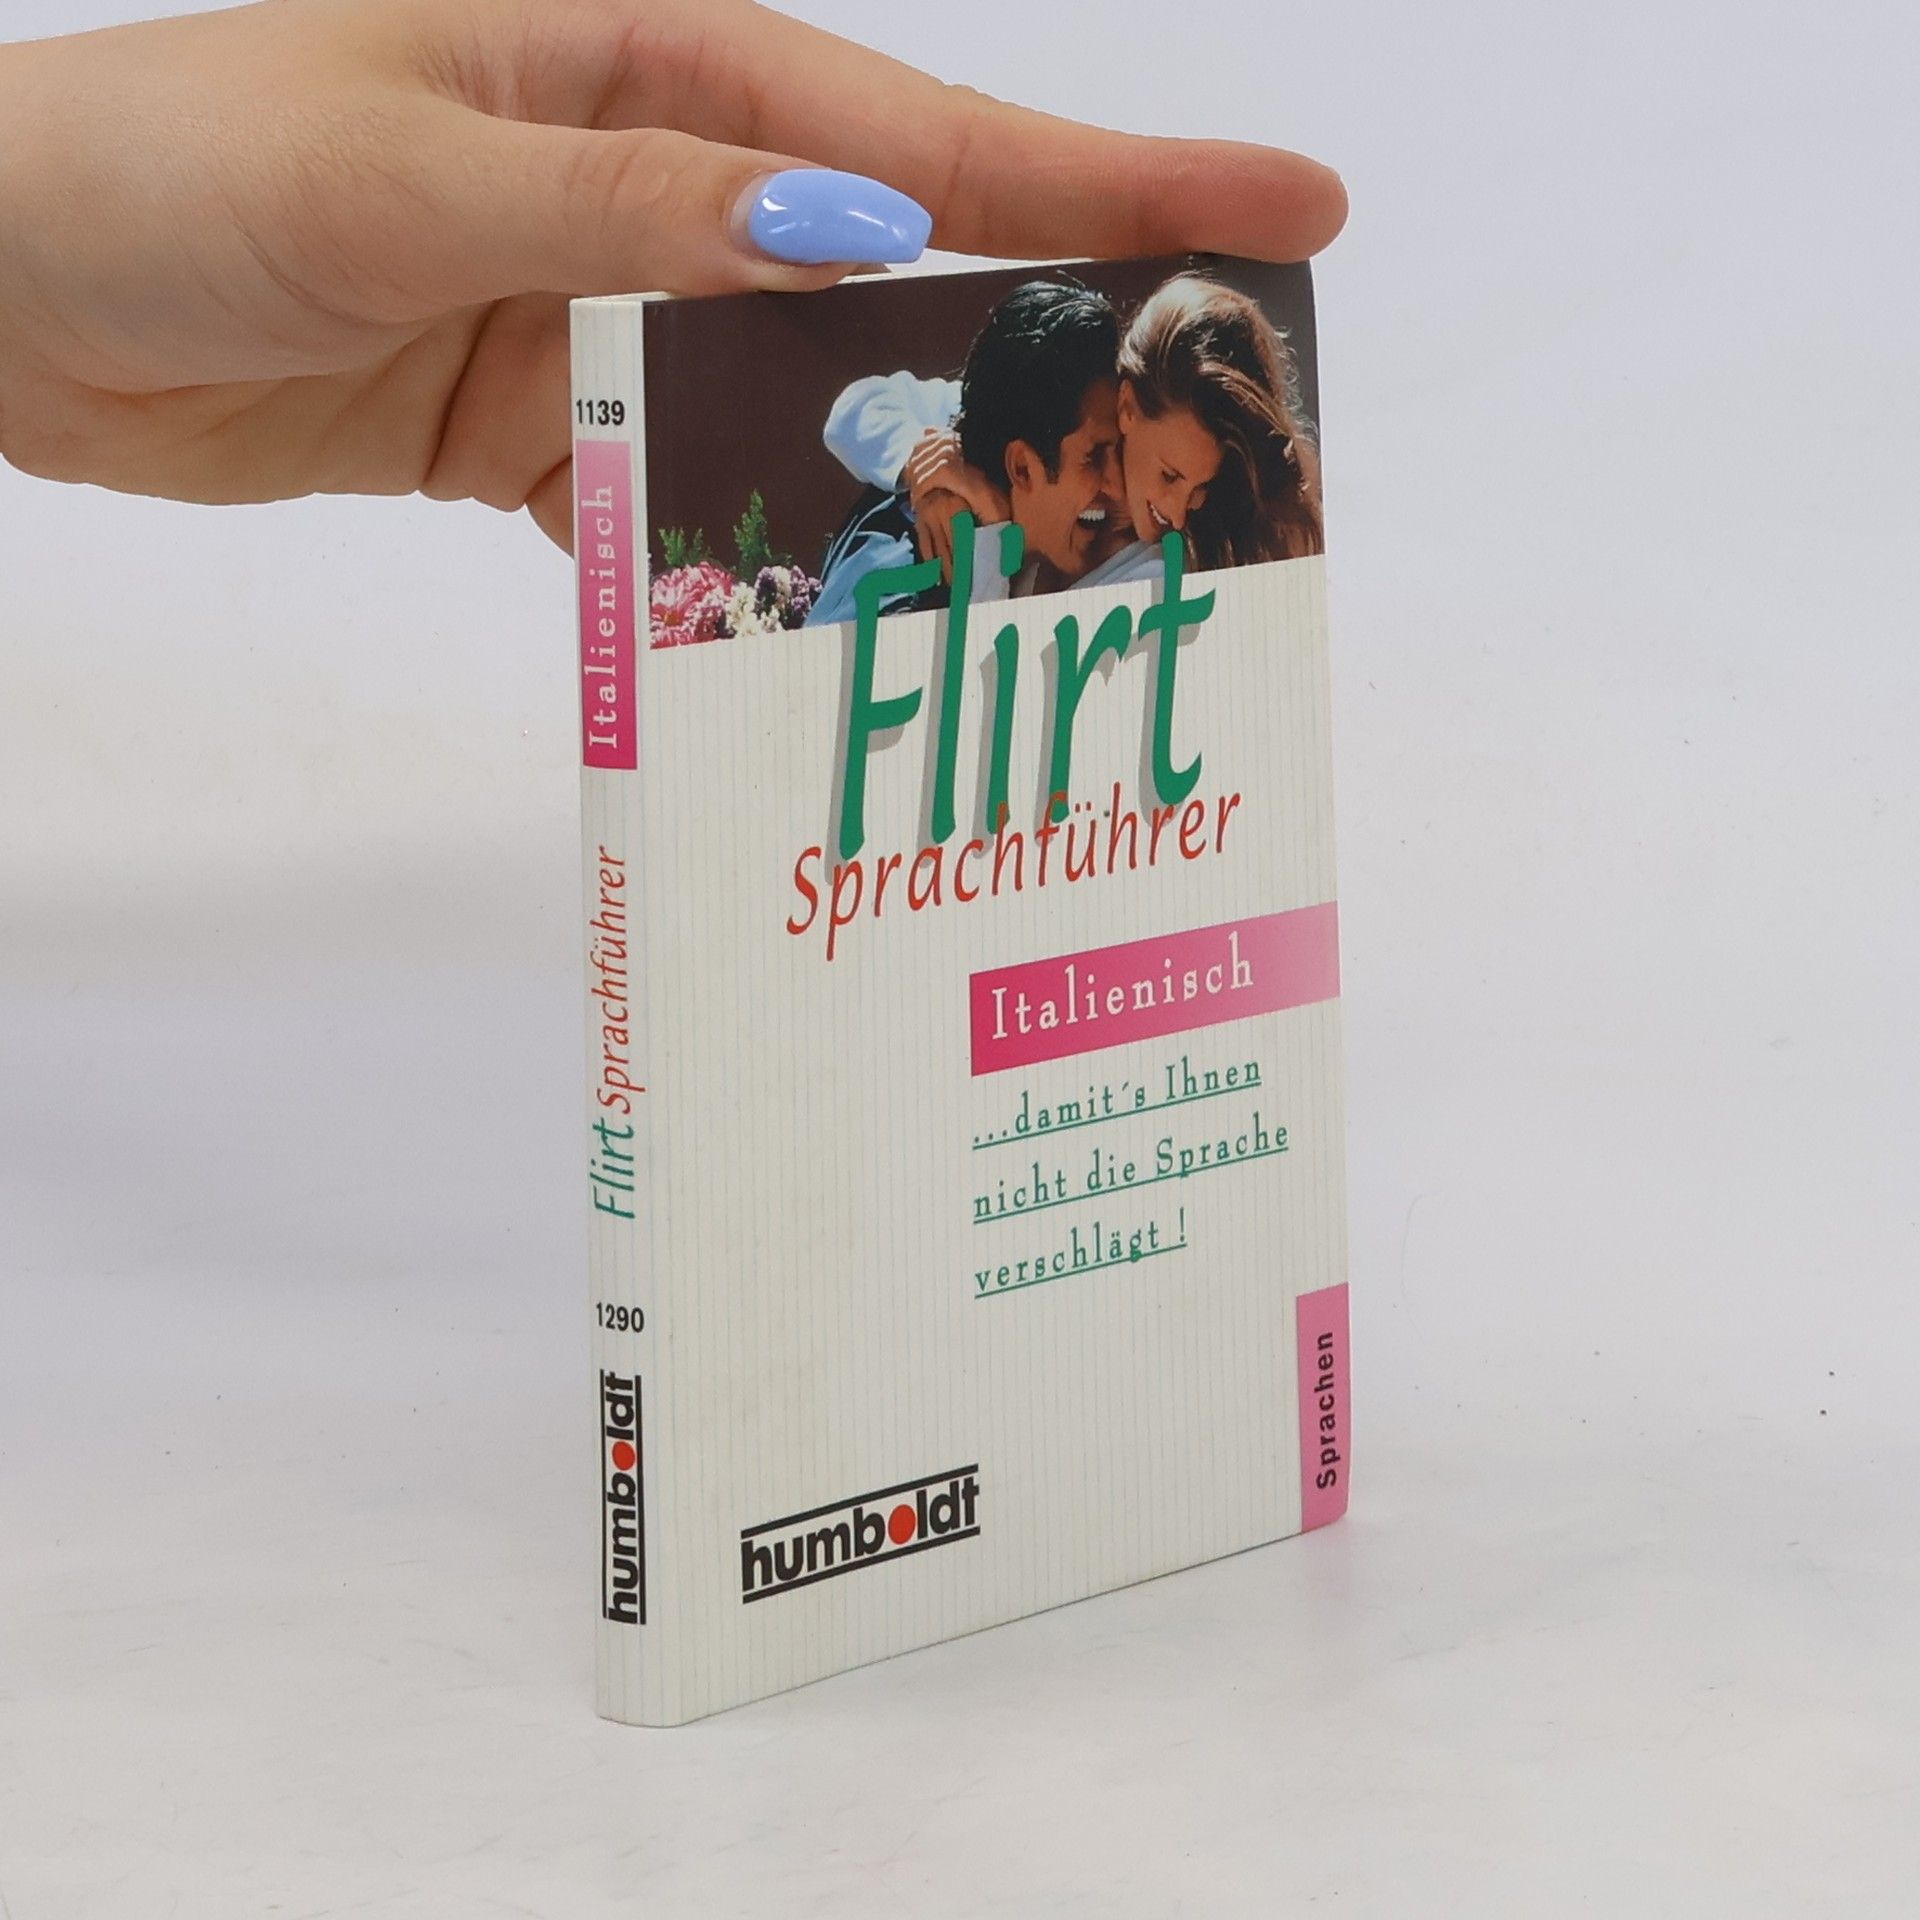 1139
Italienisch
Flirt Sprachführer
1290
humboldt
Flirt
Sprachführer
Italienisch
...damit´s Ihnen
nicht die Sprache
verschlägt !
Sprachen
humboldt